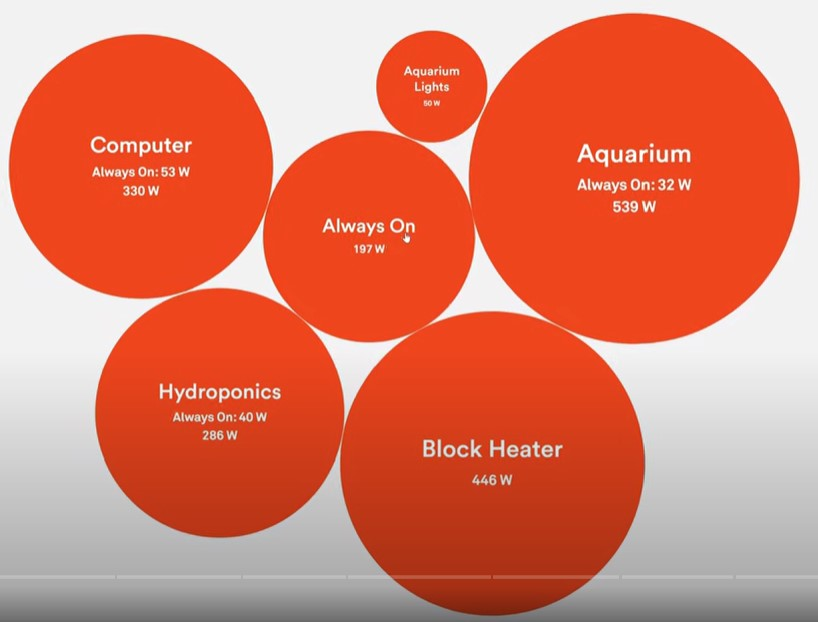 Computer
Always On: 53 W
330 W
Aquarium
Lights
50 W
Aquarium
Always On: 32 W
539 W
Always On
197 W
Hydroponics
Always On: 40 W
286 W
Block Heater
446 W